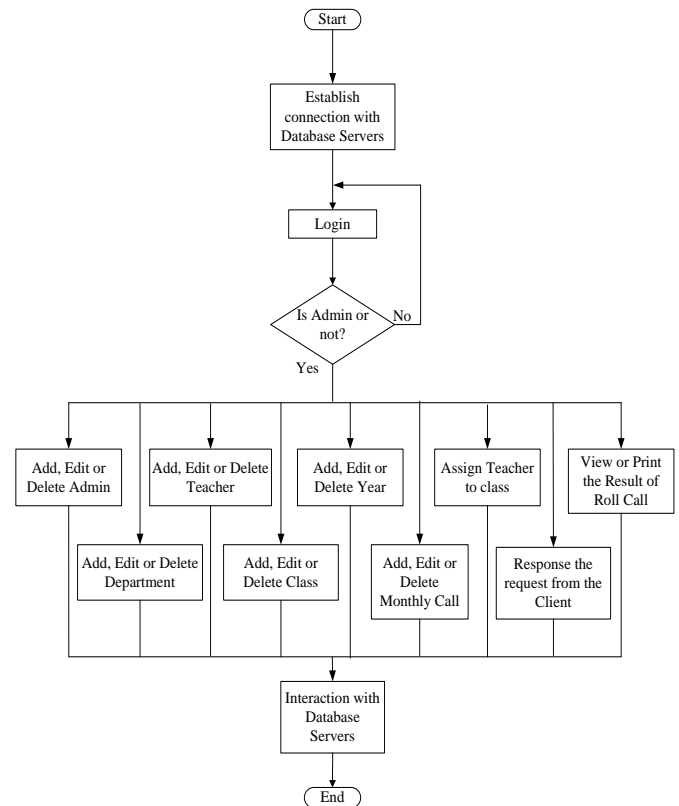 Start
Establish
connection with
Database Servers
Login
Is Admin or
not?
No
Yes
Add, Edit or
Delete Admin
Add, Edit or Delete
Teacher
Add, Edit or
Delete Year
Assign Teacher
to class
View or Print
the Result of
Roll Call
Add, Edit or Delete
Department
Add, Edit or
Delete Class
Add, Edit or
Delete
Monthly Call
Response the
request from the
Client
Interaction with
Database
Servers
End